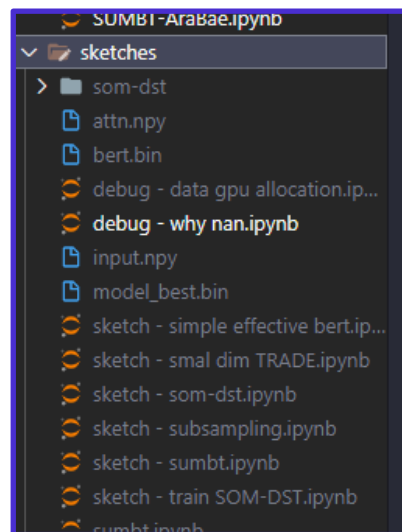 SUMBT-AraBae.ipynb
sketches
som-dst
attn.npy
bert.bin
debug - data gpu allocation.ip...
debug - why nan.ipynb
input.npy
model_best.bin
sketch - simple effective bert.ip...
sketch - smal dim TRADE.ipynb
sketch - som-dst.ipynb
sketch - subsampling.ipynb
sketch - sumbt.ipynb
sketch - train SOM-DST.ipynb
sumbt.ipynb